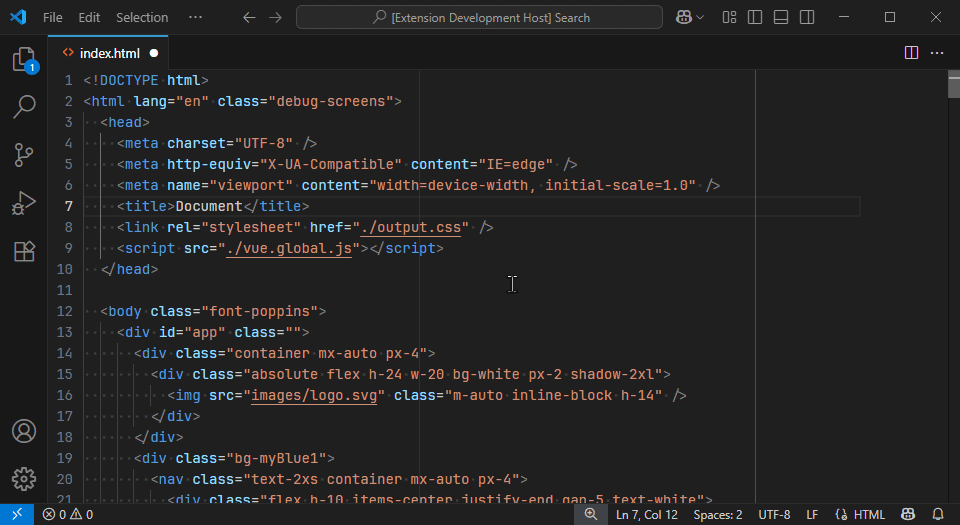 File Edit Selection ··· [Extension Development Host] Search
1
index.html
1 <!DOCTYPE html>
2 <html lang="en" class="debug-screens">
3 <head>
4 <meta charset="UTF-8" />
5 <meta http-equiv="X-UA-Compatible" content="IE=edge" />
6 <meta name="viewport" content="width=device-width, initial-scale=1.0" />
7 <title>Document</title>
8 <link rel="stylesheet" href="./output.css" />
9 <script src="./vue.global.js"></script>
10 </head>
11
12 <body class="font-poppins">
13 <div id="app" class="">
14 <div class="container mx-auto px-4">
15 <div class="absolute flex h-24 w-20 bg-white px-2 shadow-2xl">
16 <img src="images/logo.svg" class="m-auto inline-block h-14" />
17 </div>
18 </div>
19 <div class="bg-myBlue1">
20 <nav class="text-2xs container mx-auto px-4">
21 <div class="flex h-10 items-center justify-end gap-5 text-white">
0 0 Ln 7, Col 12 Spaces: 2 UTF-8 LF {} HTML